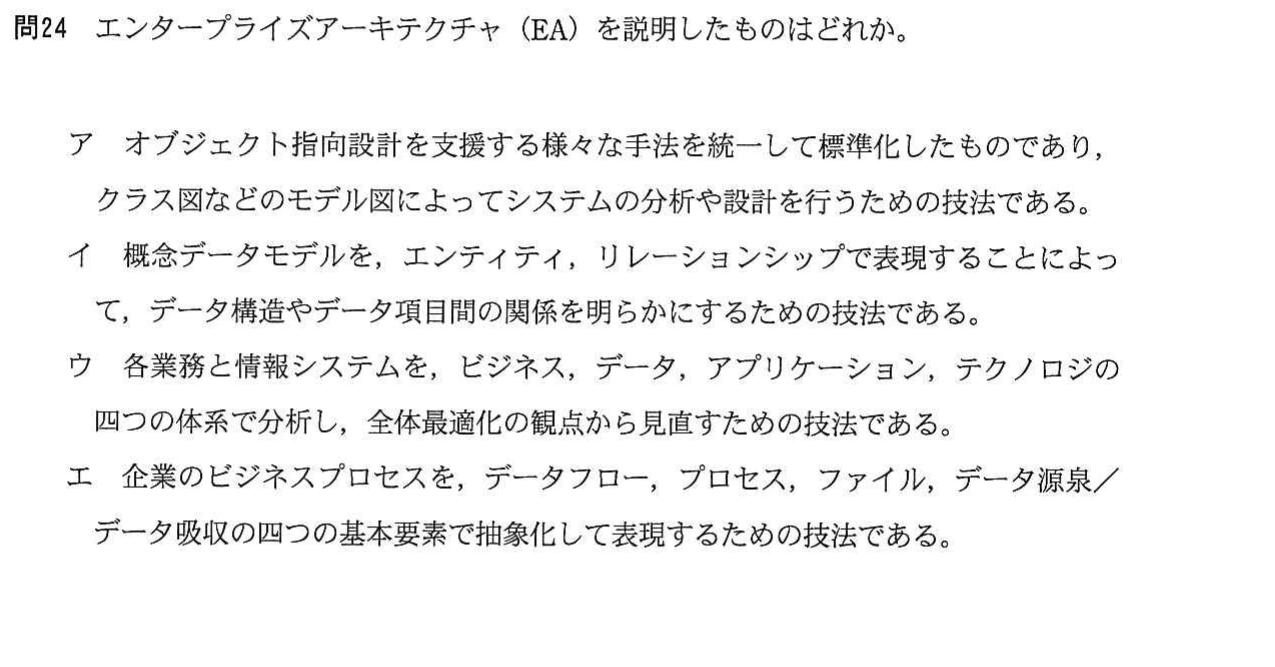 問24 エンタープライズアーキテクチャ（EA）を説明したものはどれか。
ア オブジェクト指向設計を支援する様々な手法を統一して標準化したものであり，
クラス図などのモデル図によってシステムの分析や設計を行うための技法である。
イ 概念データモデルを，エンティティ，リレーションシップで表現することによっ
て，データ構造やデータ項目間の関係を明らかにするための技法である。
ウ 各業務と情報システムを，ビジネス，データ，アプリケーション，テクノロジの
四つの体系で分析し，全体最適化の観点から見直すための技法である。
エ 企業のビジネスプロセスを，データフロー，プロセス，ファイル，データ源泉／
データ吸収の四つの基本要素で抽象化して表現するための技法である。